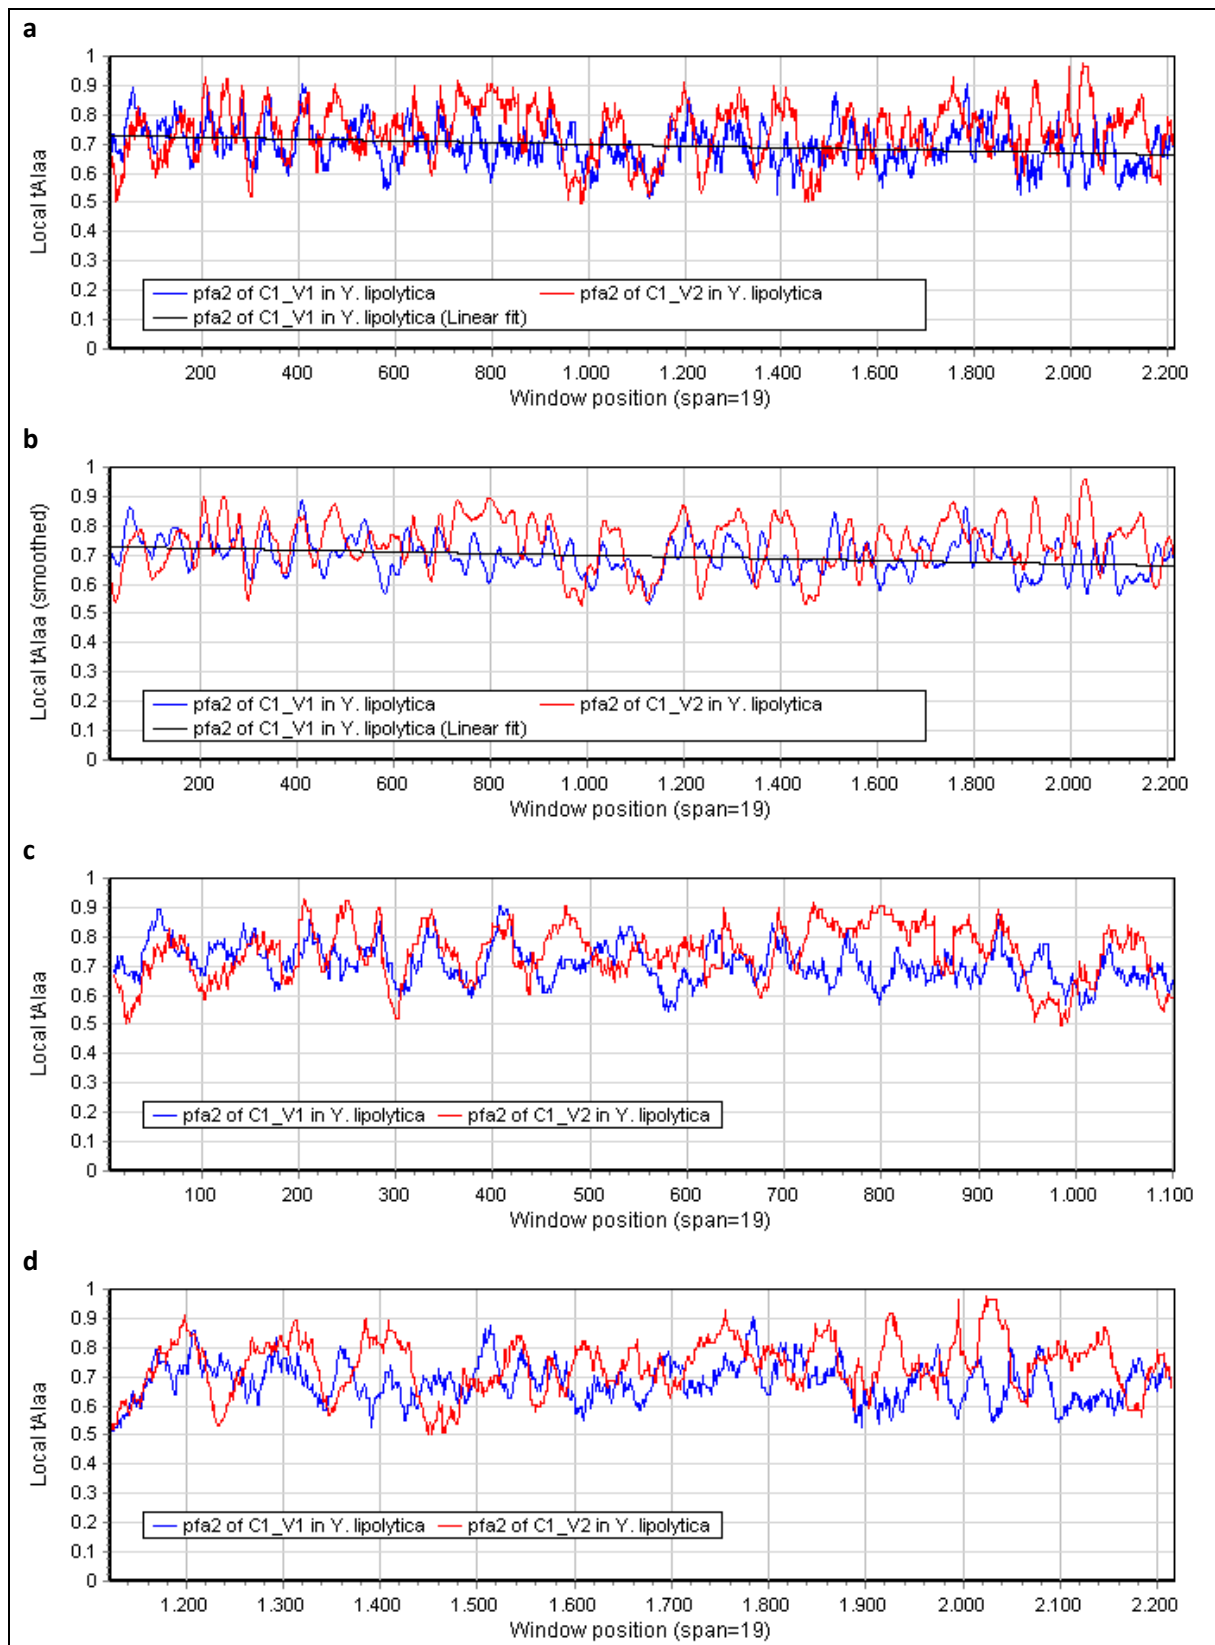 a
1
0.9
0.8
0.7
0.6
0.5
0.4
0.3
0.2
0.1
0
Local tAIaa
pfa2 of C1_V1 in Y. lipolytica pfa2 of C1_V2 in Y. lipolytica
pfa2 of C1_V1 in Y. lipolytica (Linear fit)
200 400 600 800 1.000 1.200 1.400 1.600 1.800 2.000 2.200
Window position (span=19)
b
1
0.9
0.8
0.7
0.6
0.5
0.4
0.3
0.2
0.1
0
Local tAIaa (smoothed)
pfa2 of C1_V1 in Y. lipolytica pfa2 of C1_V2 in Y. lipolytica
pfa2 of C1_V1 in Y. lipolytica (Linear fit)
200 400 600 800 1.000 1.200 1.400 1.600 1.800 2.000 2.200
Window position (span=19)
c
1
0.9
0.8
0.7
0.6
0.5
0.4
0.3
0.2
0.1
0
Local tAIaa
pfa2 of C1_V1 in Y. lipolytica pfa2 of C1_V2 in Y. lipolytica
100 200 300 400 500 600 700 800 900 1.000 1.100
Window position (span=19)
d
1
0.9
0.8
0.7
0.6
0.5
0.4
0.3
0.2
0.1
0
Local tAIaa
pfa2 of C1_V1 in Y. lipolytica pfa2 of C1_V2 in Y. lipolytica
1.200 1.300 1.400 1.500 1.600 1.700 1.800 1.900 2.000 2.100 2.200
Window position (span=19)